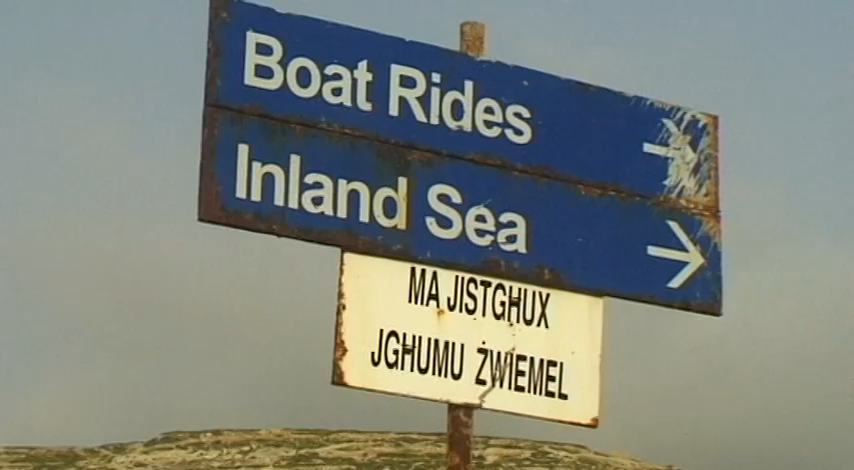 Boat Rides →
Inland Sea →
MA JISTGHUX
JGHUMU ŻWIEMEL